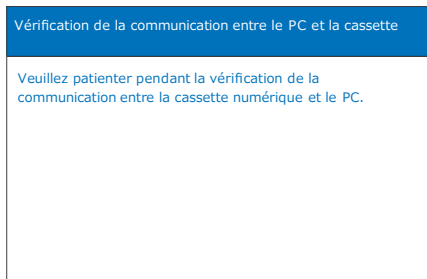 Vérification de la communication entre le PC et la cassette
Veuillez patienter pendant la vérification de la
communication entre la cassette numérique et le PC.